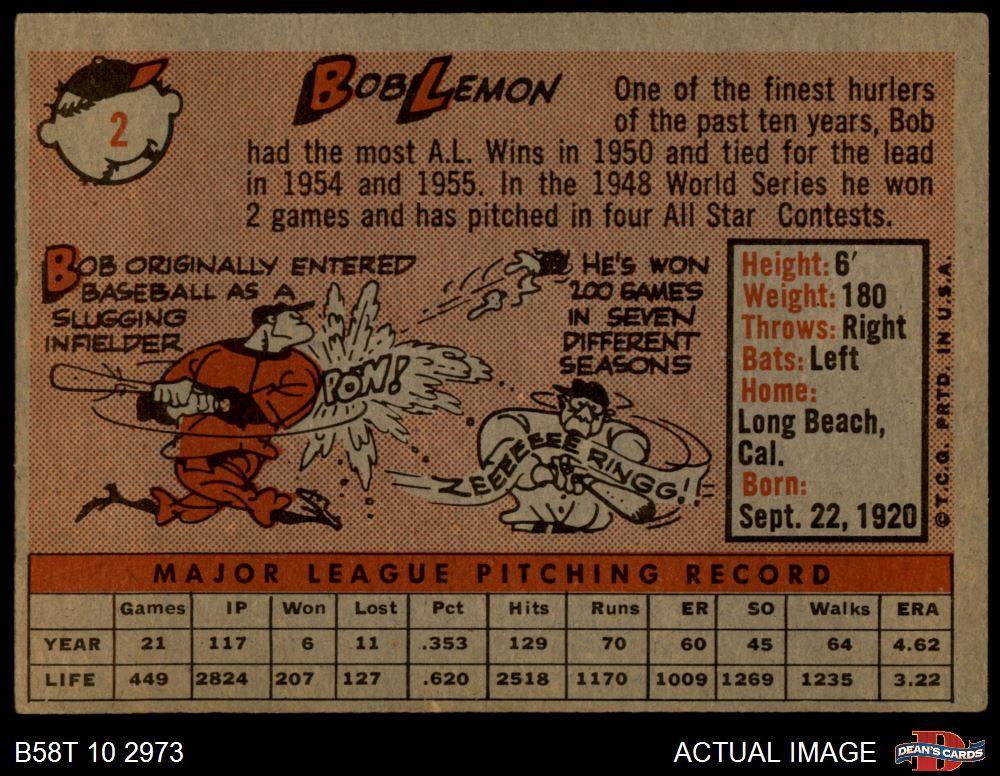 2
BOB LEMON
One of the finest hurlers
of the past ten years, Bob
had the most A.L. Wins in 1950 and tied for the lead
in 1954 and 1955. In the 1948 World Series he won
2 games and has pitched in four All Star Contests.
BOB ORIGINALLY ENTERED
BASEBALL AS A
SLUGGING
INFIELDER
POW!
HE'S WON
200 GAMES
IN SEVEN
DIFFERENT
SEASONS
ZEEEEEEE RINGG!!
Height: 6'
Weight: 180
Throws: Right
Bats: Left
Home:
Long Beach,
Cal.
Born:
Sept. 22, 1920
© T.C.G. PRTD. IN U.S.A.
MAJOR LEAGUE PITCHING RECORD
Games IP Won Lost Pct Hits Runs ER SO Walks ERA
YEAR 21 117 6 11 .353 129 70 60 45 64 4.62
LIFE 449 2824 207 127 .620 2518 1170 1009 1269 1235 3.22
B58T 10 2973
ACTUAL IMAGE
DEAN'S CARDS